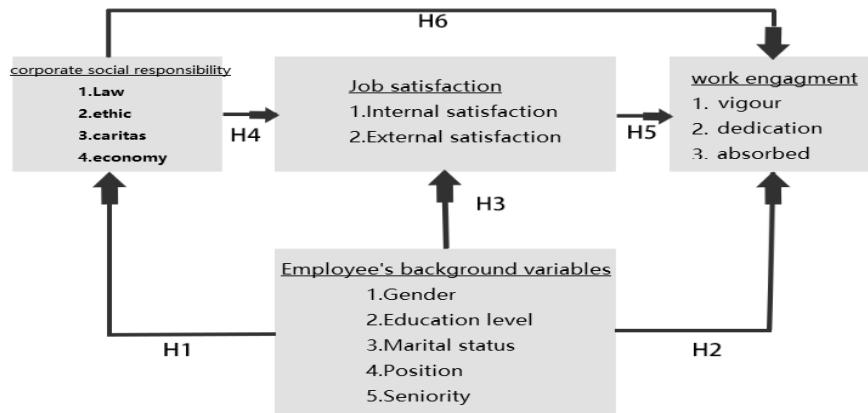 H6
corporate social responsibility
1.Law
2.ethic
3.caritas
4.economy
H4
Job satisfaction
1.Internal satisfaction
2.External satisfaction
H5
work engagment
1. vigour
2. dedication
3. absorbed
H3
Employee's background variables
1.Gender
2.Education level
3.Marital status
4.Position
5.Seniority
H1
H2